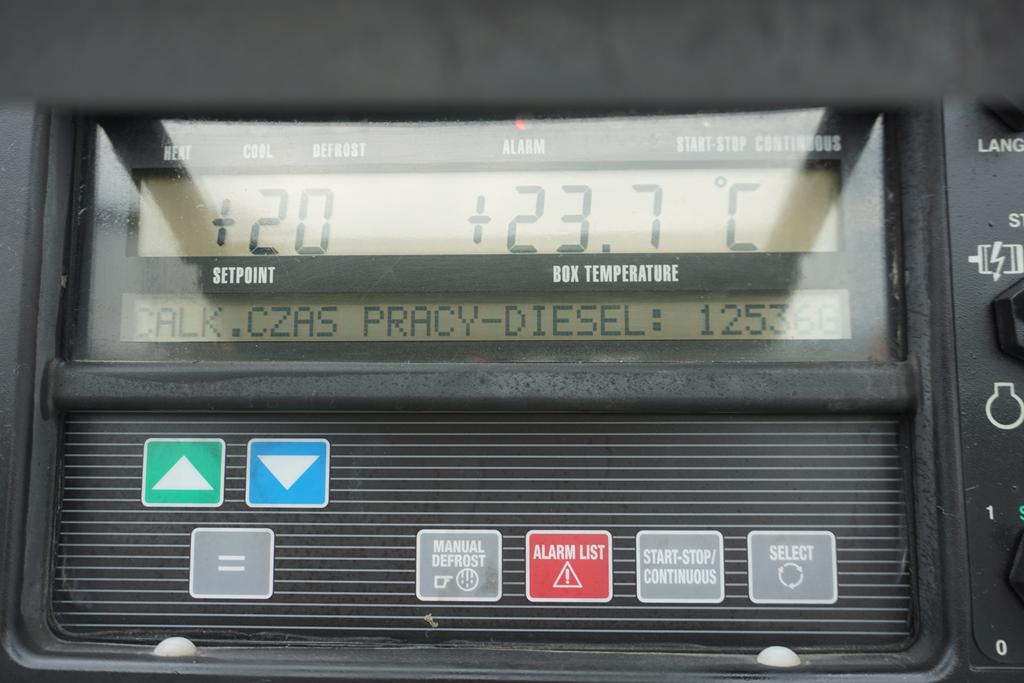 HEAT COOL DEFROST ALARM START-STOP CONTINUOUS
+20 +23.7 °C
SETPOINT BOX TEMPERATURE
CALK.CZAS PRACY-DIESEL: 12536G
MANUAL DEFROST
ALARM LIST
START-STOP/
CONTINUOUS
SELECT
=
LANG
ST
1
0